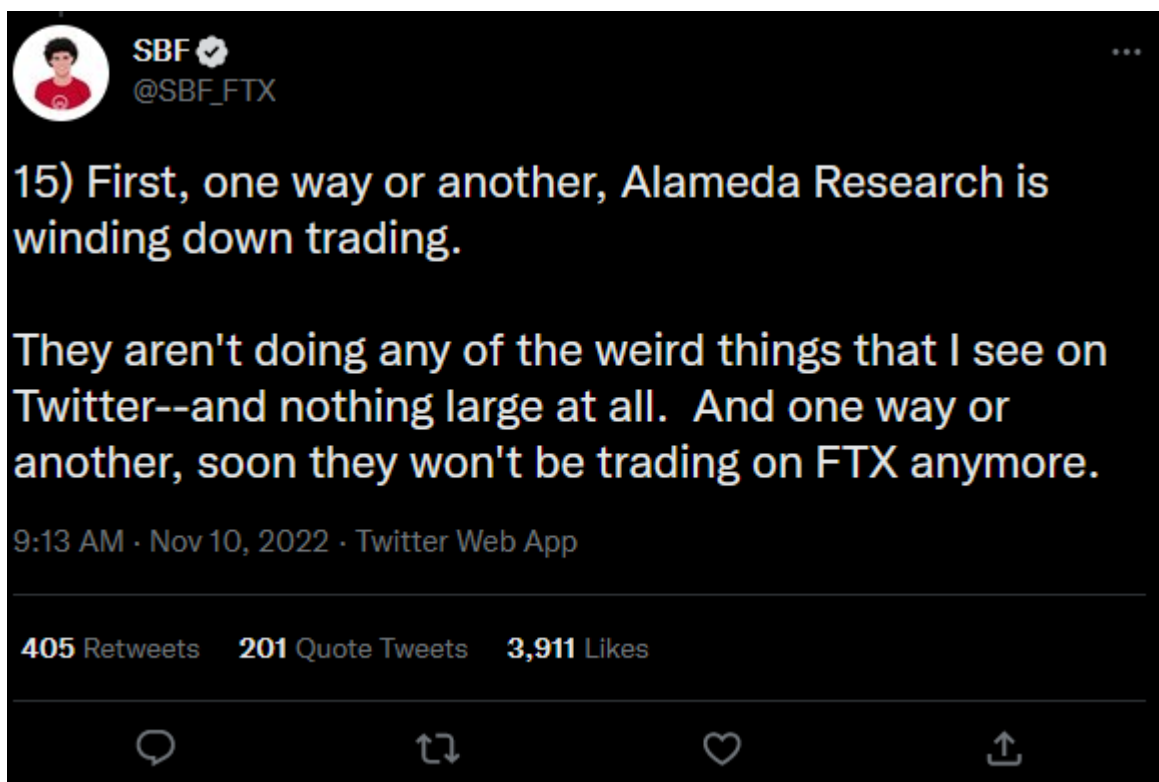 SBF
@SBF_FTX
15) First, one way or another, Alameda Research is
winding down trading.
They aren't doing any of the weird things that I see on
Twitter--and nothing large at all.  And one way or
another, soon they won't be trading on FTX anymore.
9:13 AM · Nov 10, 2022 · Twitter Web App
405 Retweets 201 Quote Tweets 3,911 Likes